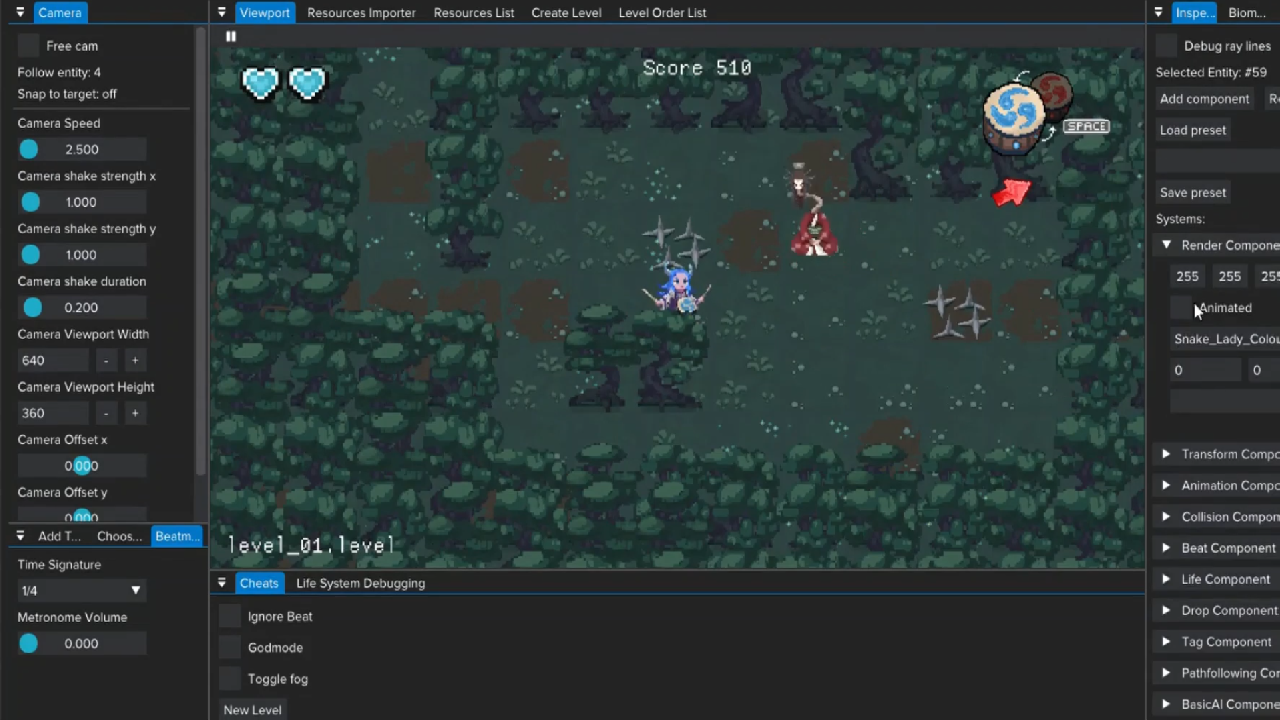 Camera
Free cam
Follow entity: 4
Snap to target: off
Camera Speed
2.500
Camera shake strength x
1.000
Camera shake strength y
1.000
Camera shake duration
0.200
Camera Viewport Width
640 - +
Camera Viewport Height
360 - +
Camera Offset x
0.000
Camera Offset y
0.000
Add T... Choos... Beatm...
Time Signature
1/4
Metronome Volume
0.000
Viewport Resources Importer Resources List Create Level Level Order List
Score 510
SPACE
level_01.level
Cheats Life System Debugging
Ignore Beat
Godmode
Toggle fog
New Level
Inspe... Biom...
Debug ray lines
Selected Entity: #59
Add component Re
Load preset
Save preset
Systems:
Render Compone
255 255 255
Animated
Snake_Lady_Colou
0 0
Transform Compo
Animation Compo
Collision Compon
Beat Component
Life Component
Drop Component
Tag Component
Pathfollowing Con
BasicAI Compone